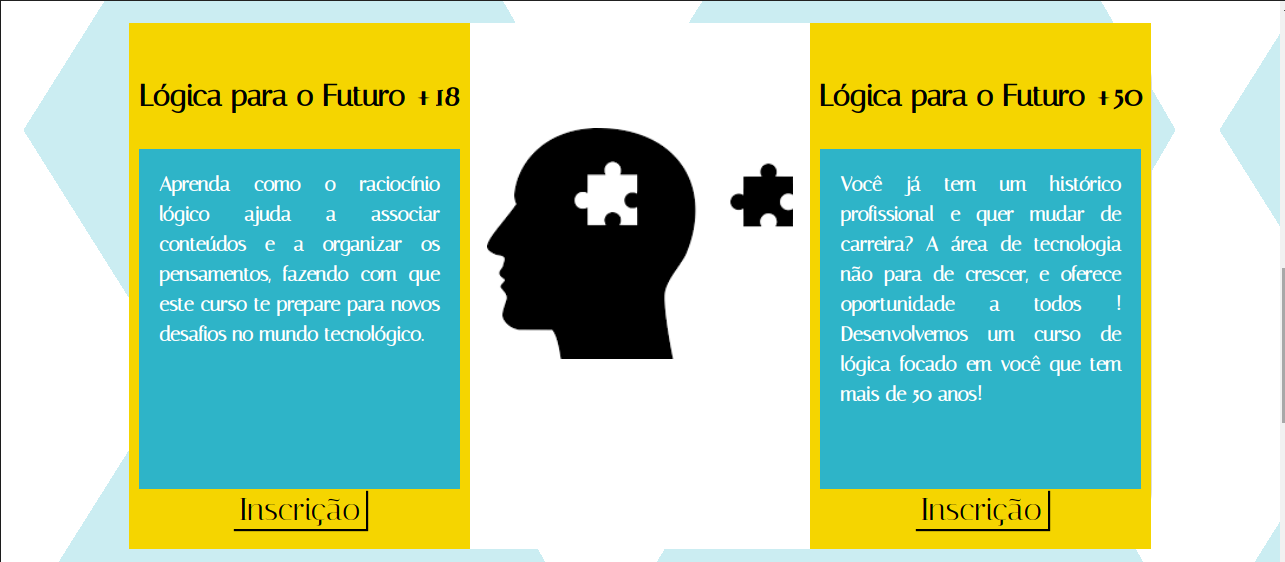 Lógica para o Futuro +18
Aprenda como o raciocínio
lógico ajuda a associar
conteúdos e a organizar os
pensamentos, fazendo com que
este curso te prepare para novos
desafios no mundo tecnológico.
Inscrição
Lógica para o Futuro +50
Você já tem um histórico
profissional e quer mudar de
carreira? A área de tecnologia
não para de crescer, e oferece
oportunidade a todos !
Desenvolvemos um curso de
lógica focado em você que tem
mais de 50 anos!
Inscrição